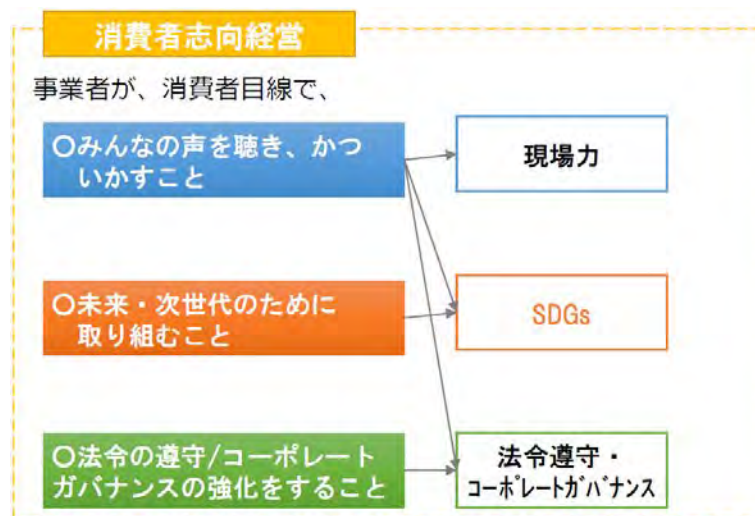 消費者志向経営
事業者が、消費者目線で、
〇みんなの声を聴き、かつ
いかすこと
現場力
〇未来・次世代のために
取り組むこと
SDGs
〇法令の遵守/コーポレート
ガバナンスの強化をすること
法令遵守・
ｺｰﾎﾟﾚｰﾄｶﾞﾊﾞﾅﾝｽ